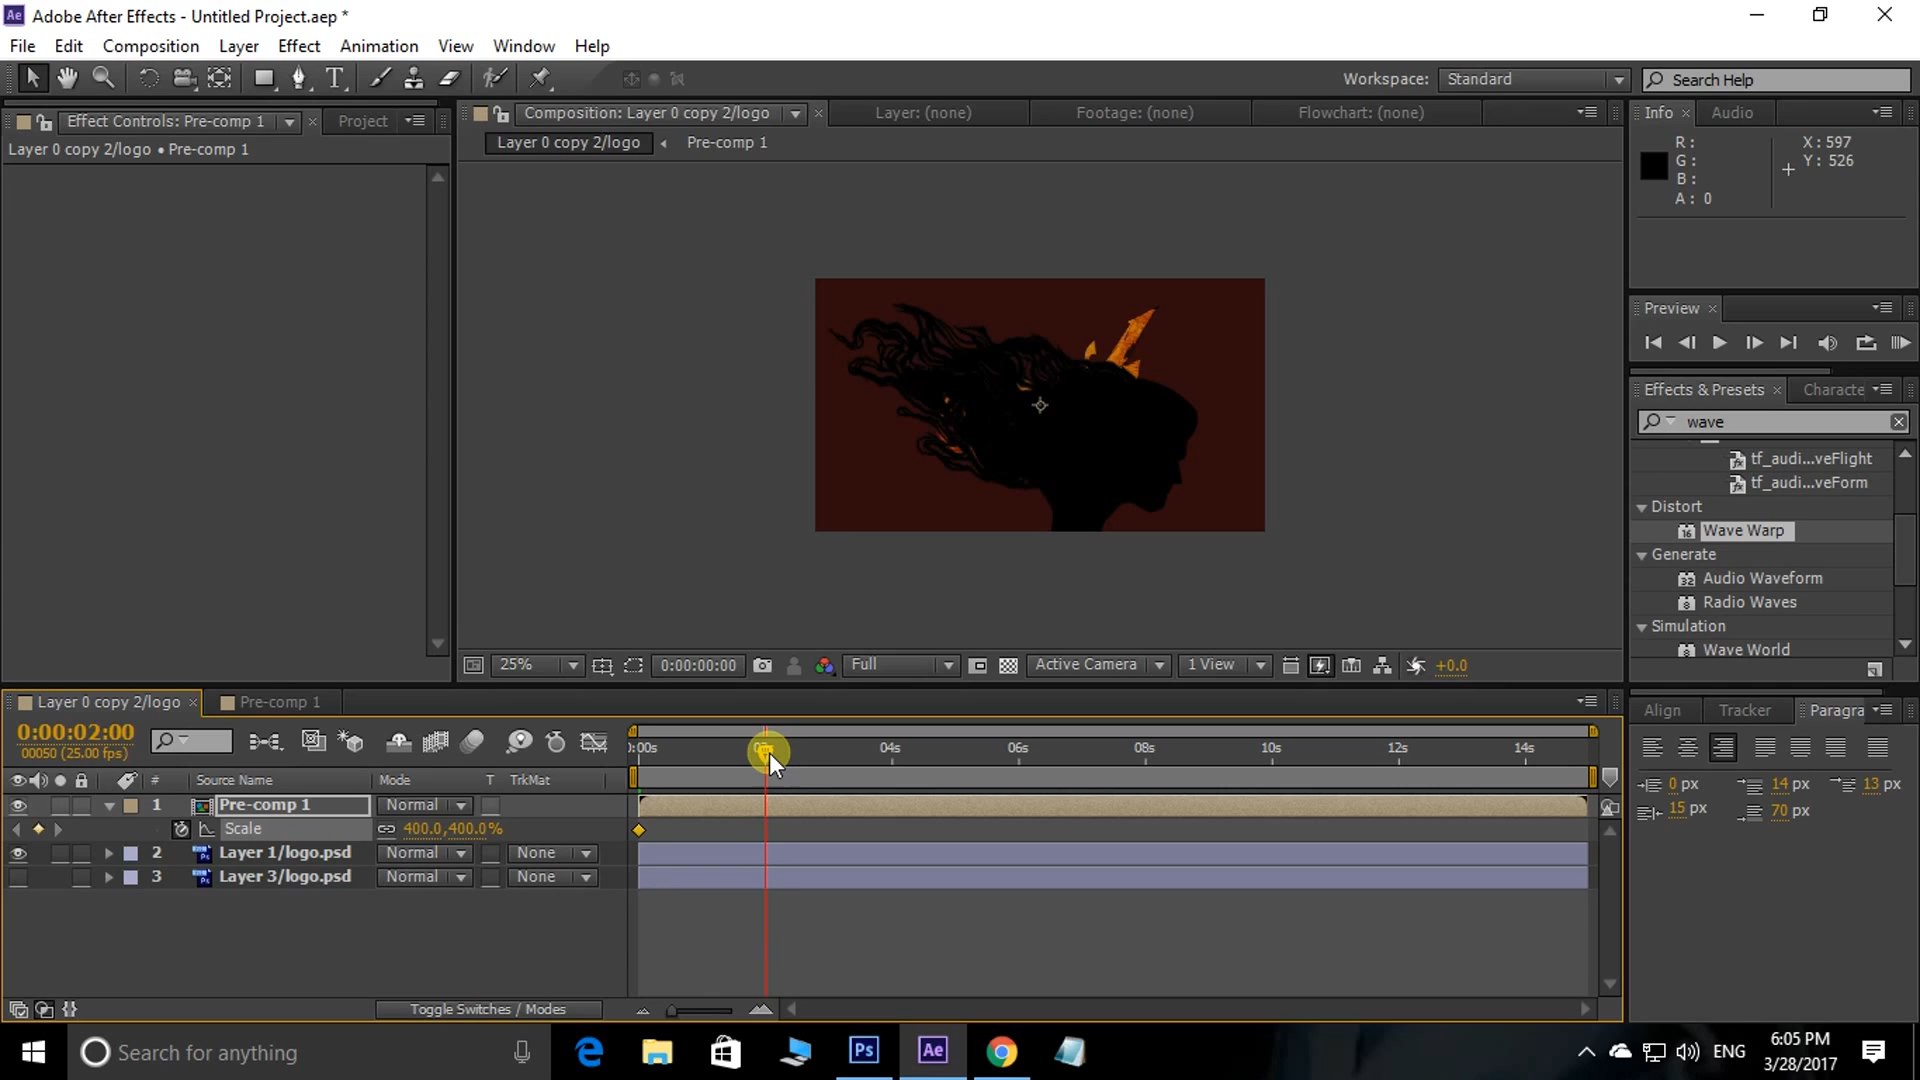 Adobe After Effects - Untitled Project.aep *
File Edit Composition Layer Effect Animation View Window Help
Workspace: Standard Search Help
Effect Controls: Pre-comp 1 Project
Layer 0 copy 2/logo • Pre-comp 1
Composition: Layer 0 copy 2/logo Layer: (none) Footage: (none) Flowchart: (none)
Layer 0 copy 2/logo Pre-comp 1
Info Audio
R : X : 597
G : Y : 526
B :
A : 0
Preview
Effects & Presets Characte
wave
tf_audi...veFlight
tf_audi...veForm
Distort
Wave Warp
Generate
Audio Waveform
Radio Waves
Simulation
Wave World
25% 0:00:00:00 Full Active Camera 1 View +0.0
Layer 0 copy 2/logo Pre-comp 1
0:00:02:00
00050 (25.00 fps)
0:00s 04s 06s 08s 10s 12s 14s
# Source Name Mode T TrkMat
1 Pre-comp 1 Normal
Scale 400.0,400.0%
2 Layer 1/logo.psd Normal None
3 Layer 3/logo.psd Normal None
Toggle Switches / Modes
Align Tracker Paragra
0 px 14 px 13 px
15 px 70 px
Search for anything
Ps Ae
ENG
6:05 PM
3/28/2017